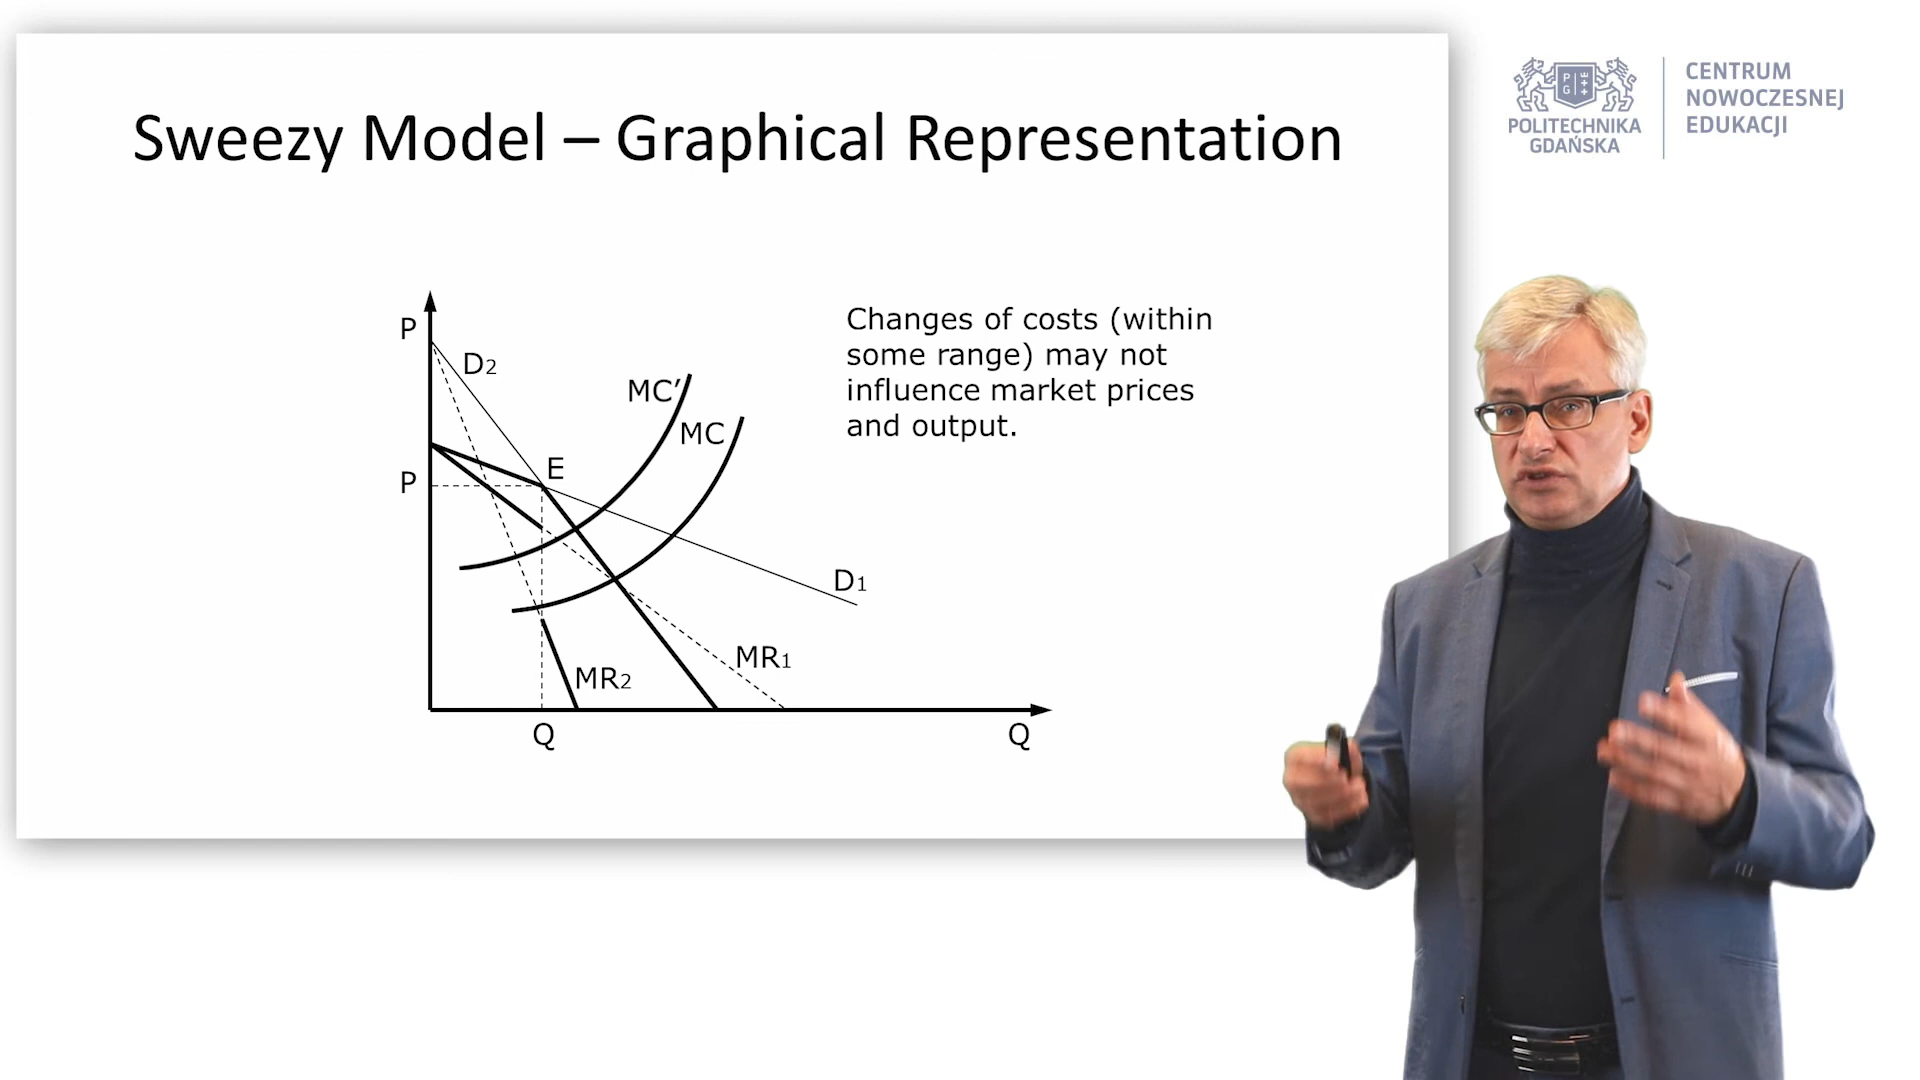 Sweezy Model – Graphical Representation
P
D2
MC′
MC
E
P
D1
MR1
MR2
Q
Q
Changes of costs (within
some range) may not
influence market prices
and output.
P
G
POLITECHNIKA
GDAŃSKA
CENTRUM
NOWOCZESNEJ
EDUKACJI